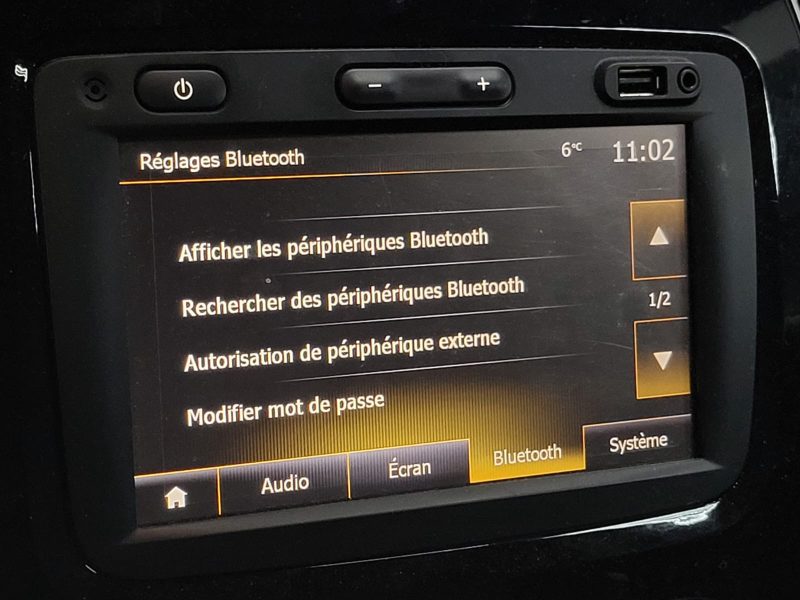 Réglages Bluetooth
6°C
11:02
Afficher les périphériques Bluetooth
Rechercher des périphériques Bluetooth
1/2
Autorisation de périphérique externe
Modifier mot de passe
Audio
Écran
Bluetooth
Système